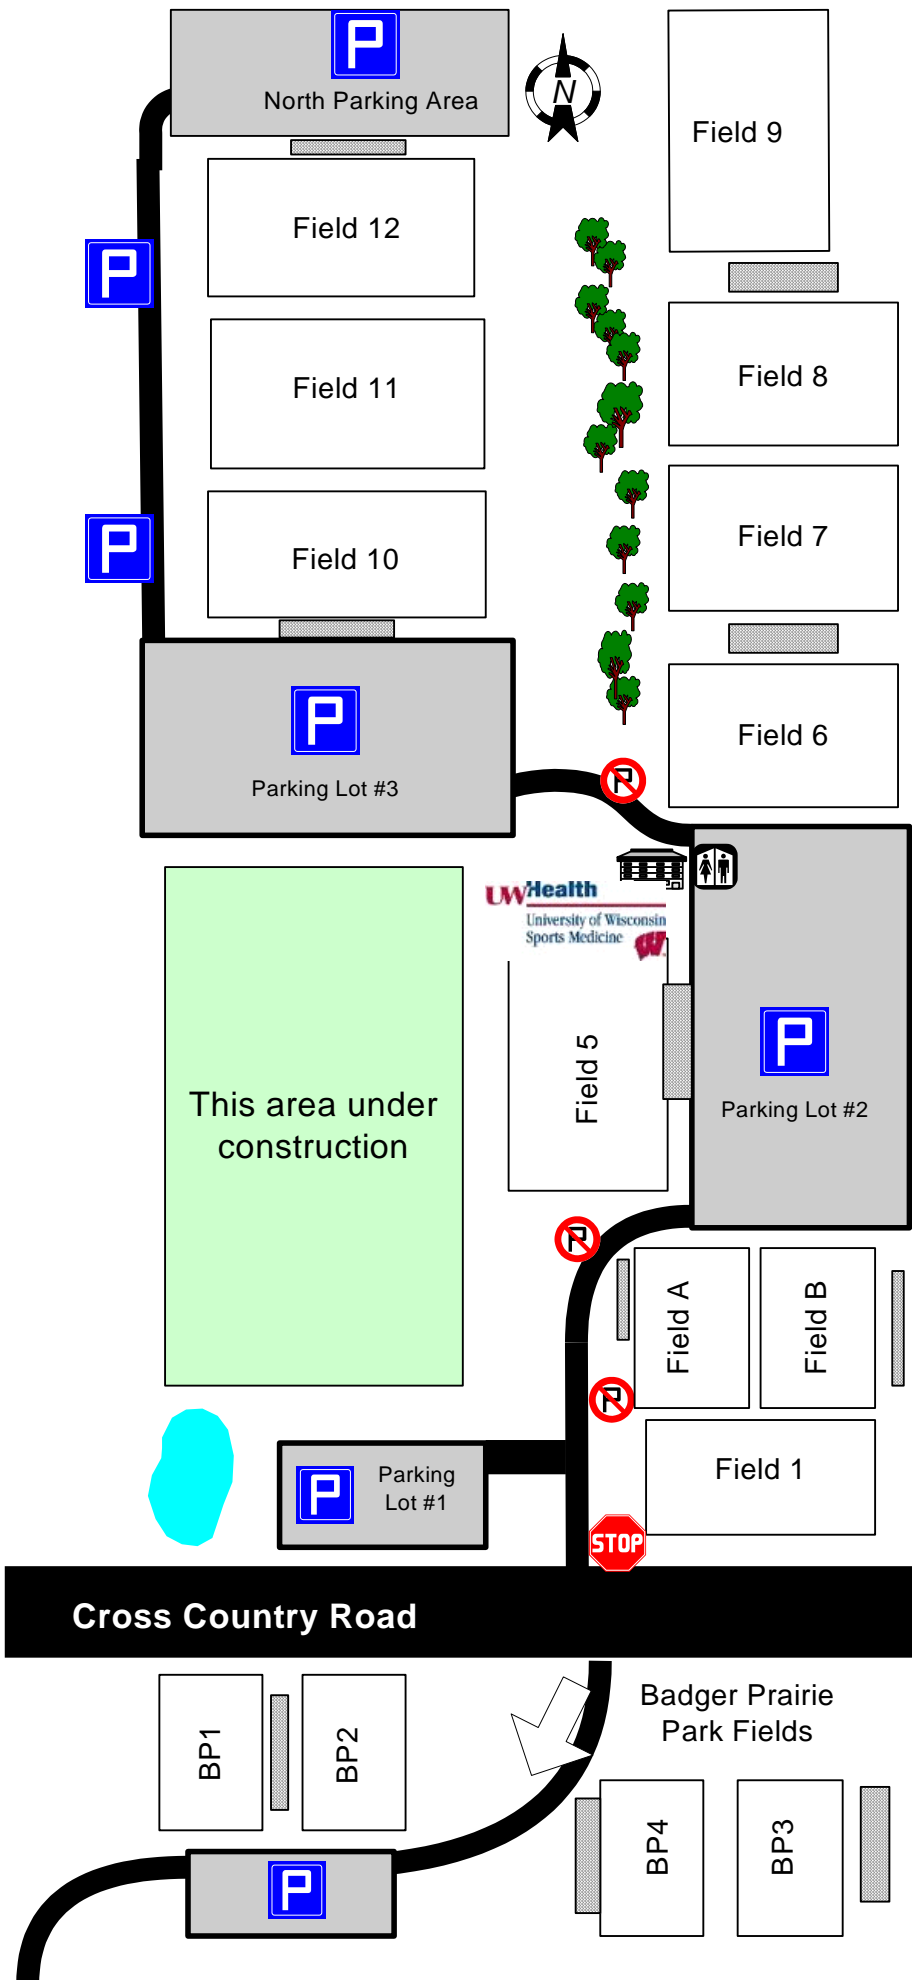 P
North Parking Area
N
Field 9
Field 12
P
Field 8
Field 11
Field 7
P
Field 10
Field 6
P
Parking Lot #3
P
UW Health
University of Wisconsin
Sports Medicine
W
P
Field 5
Parking Lot #2
This area under
construction
P
Field A
Field B
P
Field 1
P
Parking
Lot #1
STOP
Cross Country Road
Badger Prairie
Park Fields
BP1
BP2
BP4
BP3
P